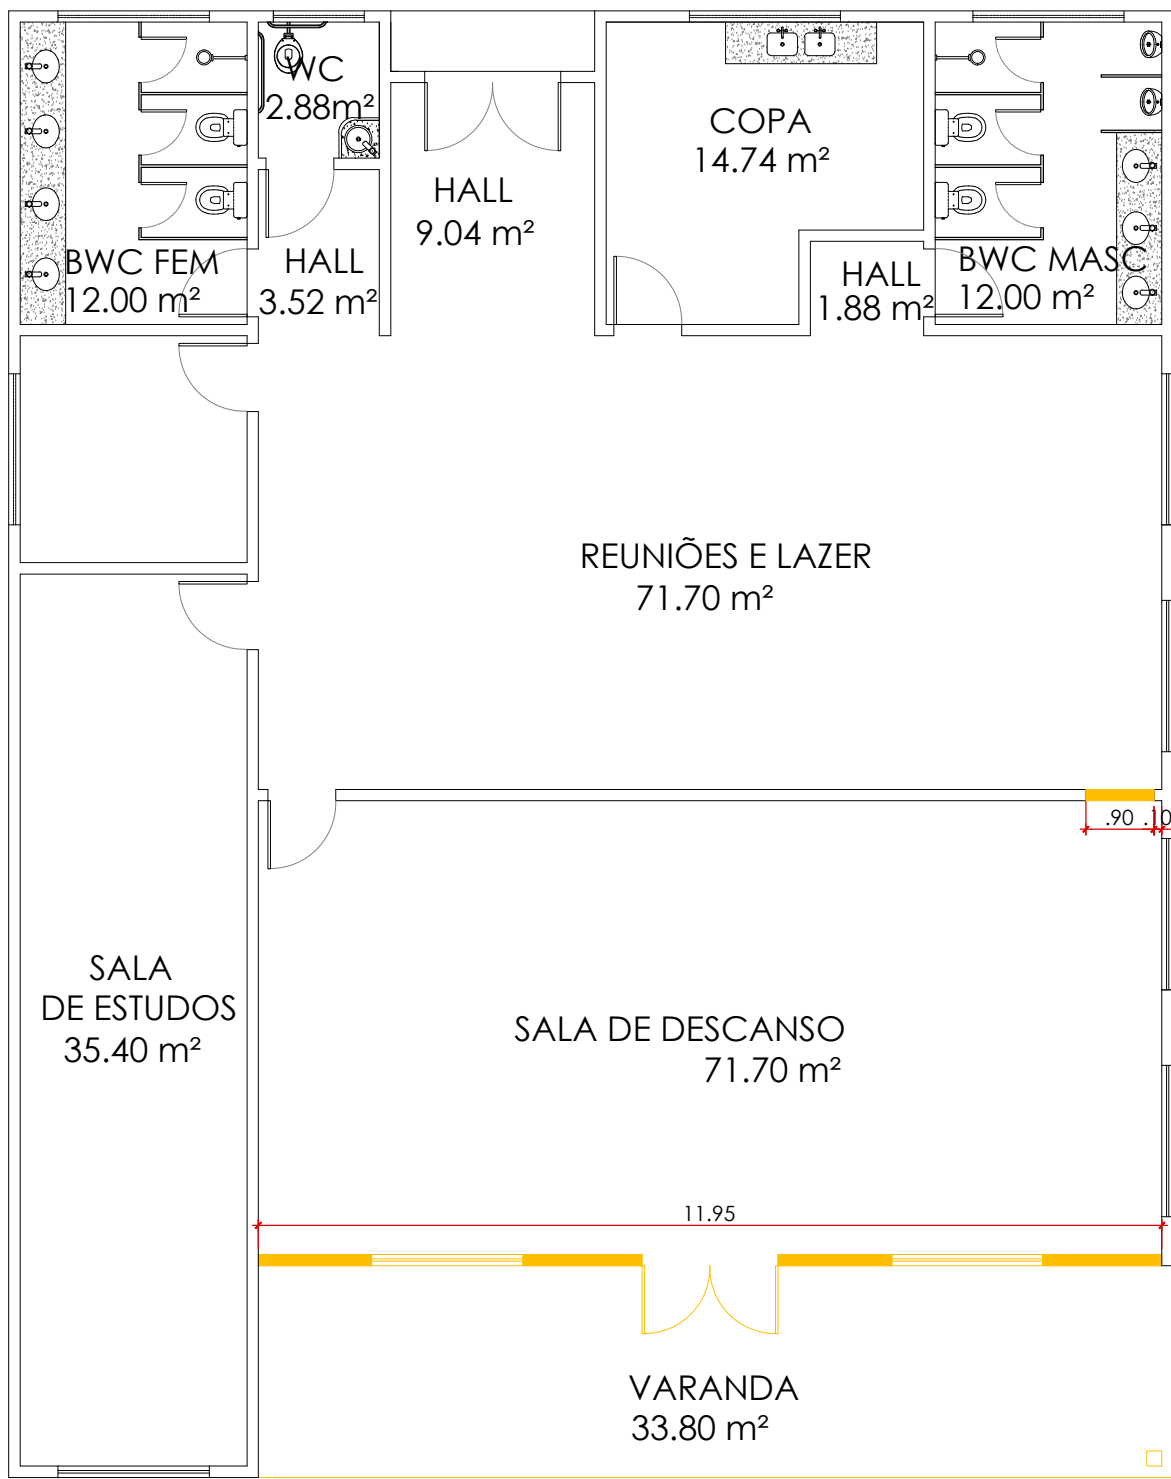 WC
2.88m²
COPA
14.74 m²
HALL
9.04 m²
BWC FEM
12.00 m²
HALL
3.52 m²
HALL
1.88 m²
BWC MASC
12.00 m²
REUNIÕES E LAZER
71.70 m²
.90 .10
SALA
DE ESTUDOS
35.40 m²
SALA DE DESCANSO
71.70 m²
11.95
VARANDA
33.80 m²